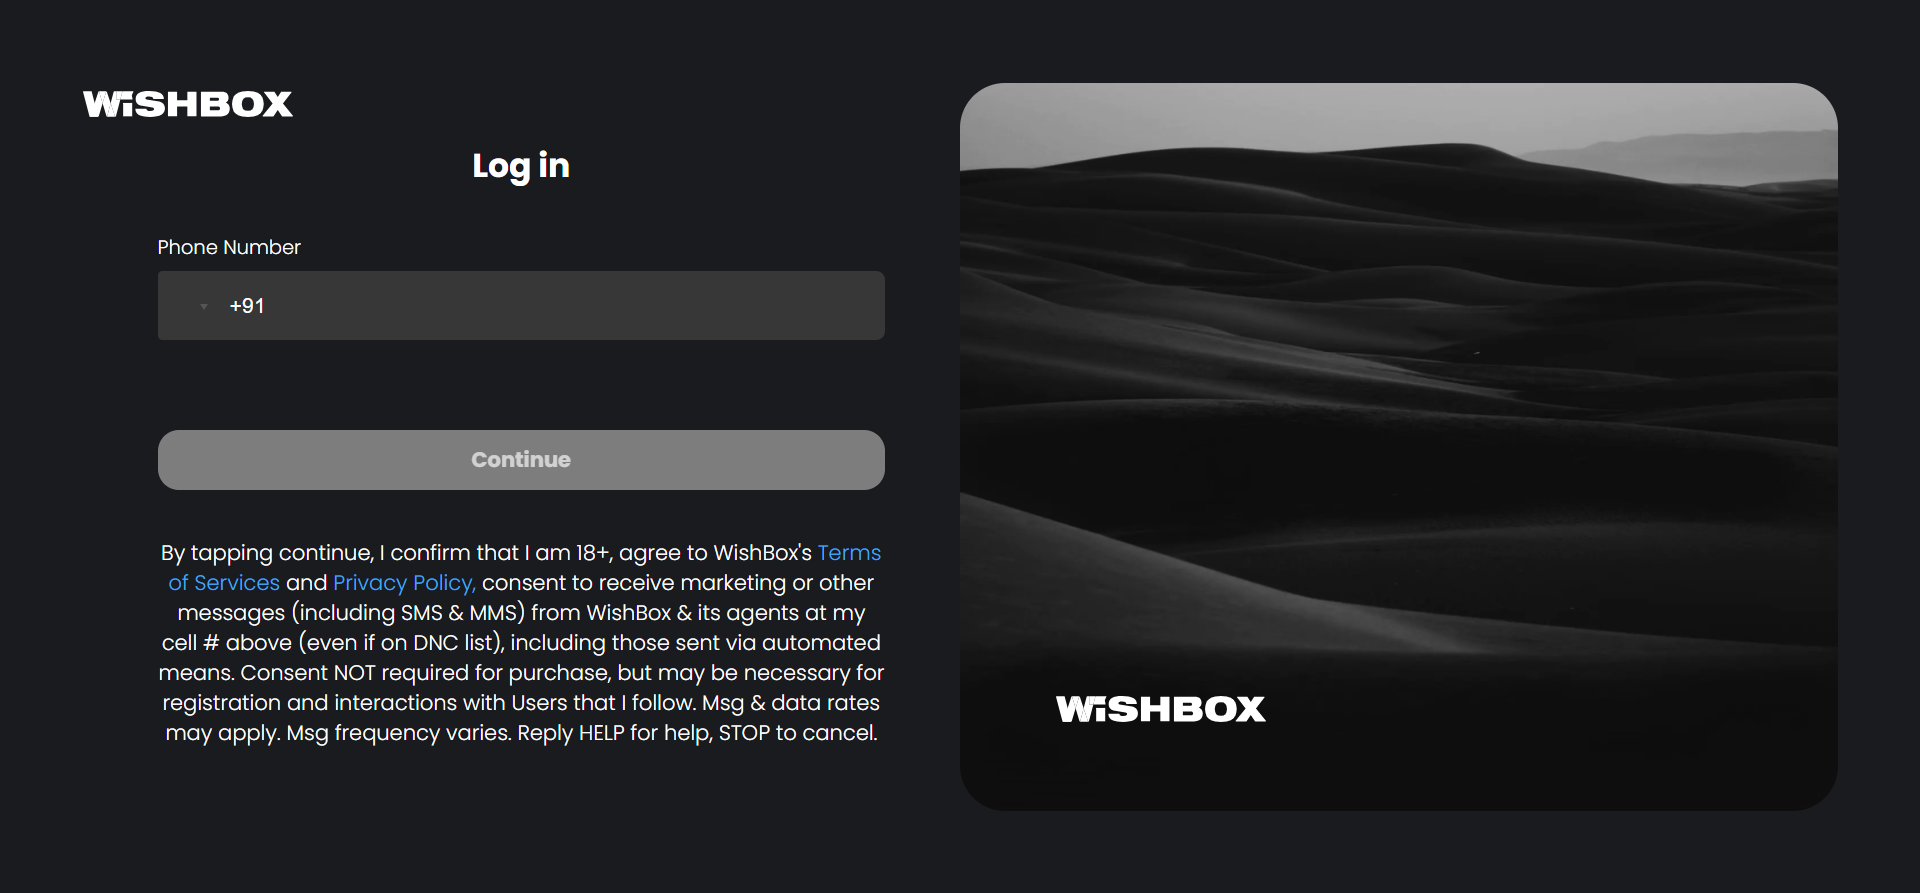 WiSHBOX
Log in
Phone Number
+91
Continue
By tapping continue, I confirm that I am 18+, agree to WishBox's Terms
of Services and Privacy Policy, consent to receive marketing or other
messages (including SMS & MMS) from WishBox & its agents at my
cell # above (even if on DNC list), including those sent via automated
means. Consent NOT required for purchase, but may be necessary for
registration and interactions with Users that I follow. Msg & data rates
may apply. Msg frequency varies. Reply HELP for help, STOP to cancel.
WiSHBOX